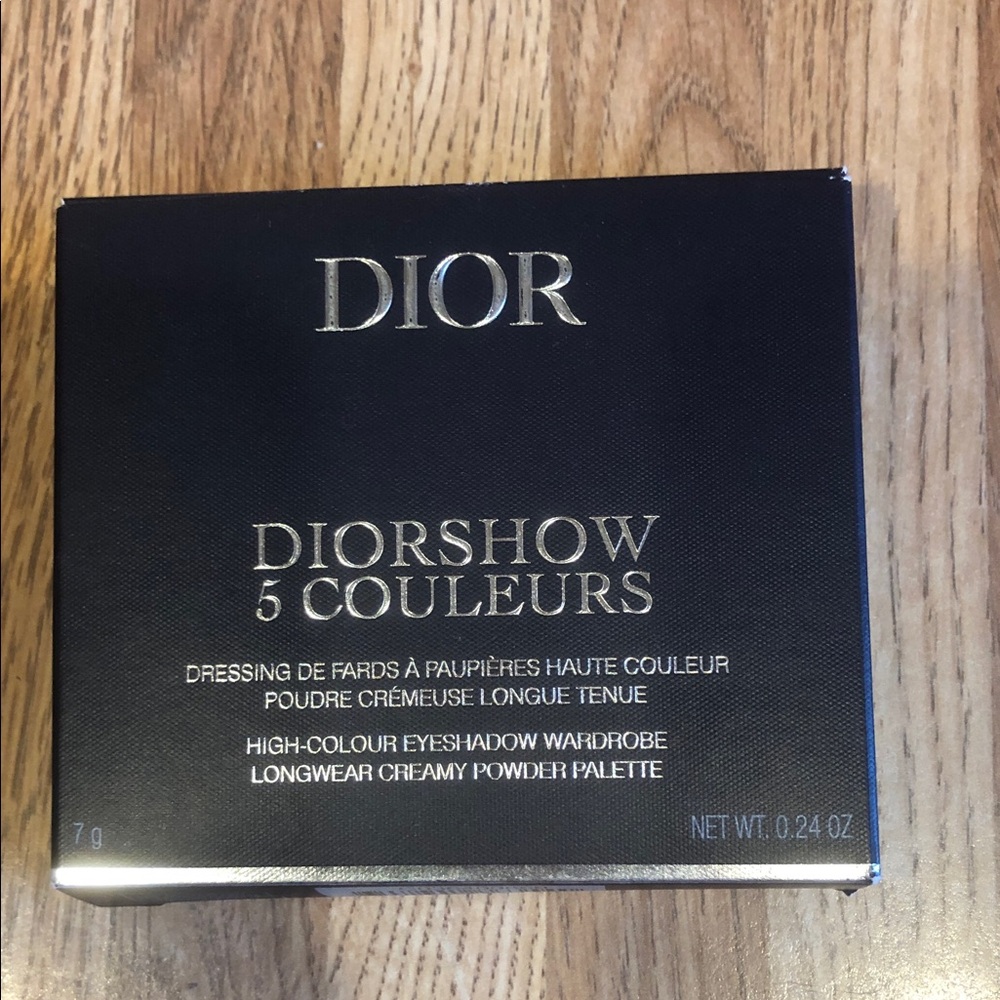 DIOR
DIORSHOW
5 COULEURS
DRESSING DE FARDS À PAUPIÈRES HAUTE COULEUR
POUDRE CRÉMEUSE LONGUE TENUE
HIGH-COLOUR EYESHADOW WARDROBE
LONGWEAR CREAMY POWDER PALETTE
7 g
NET WT. 0.24 OZ